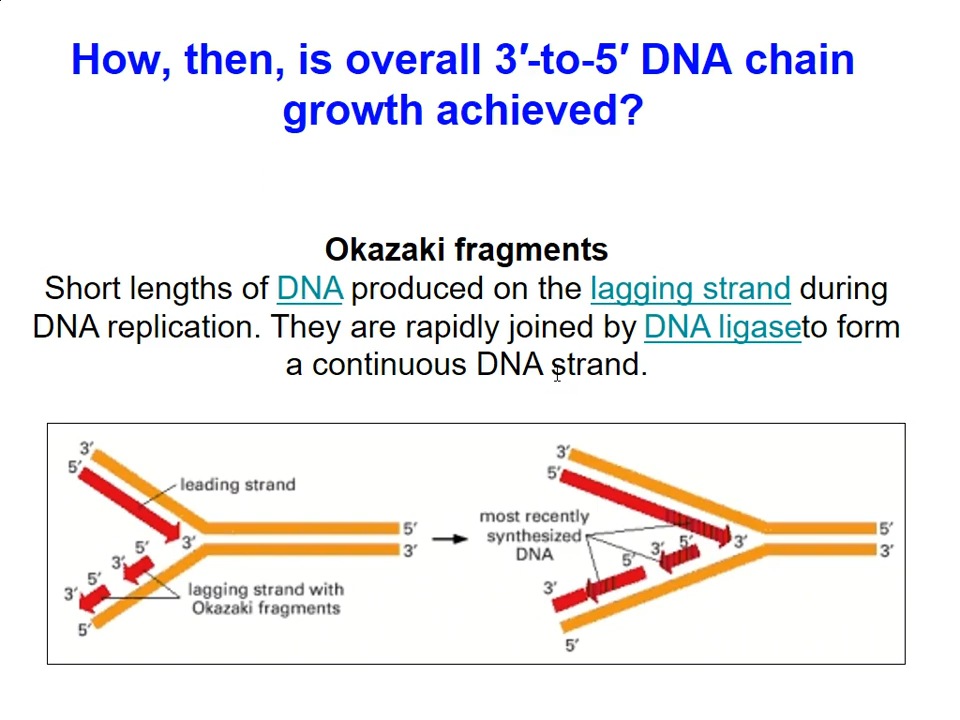 How, then, is overall 3′-to-5′ DNA chain
growth achieved?
Okazaki fragments
Short lengths of DNA produced on the lagging strand during
DNA replication. They are rapidly joined by DNA ligaseto form
a continuous DNA strand.
3′
5′
leading strand
5′
3′
3′
5′
3′
5′
3′
5′
lagging strand with
Okazaki fragments
3′
5′
most recently
synthesized
DNA
5′
3′
3′
5′
3′
5′
3′
5′